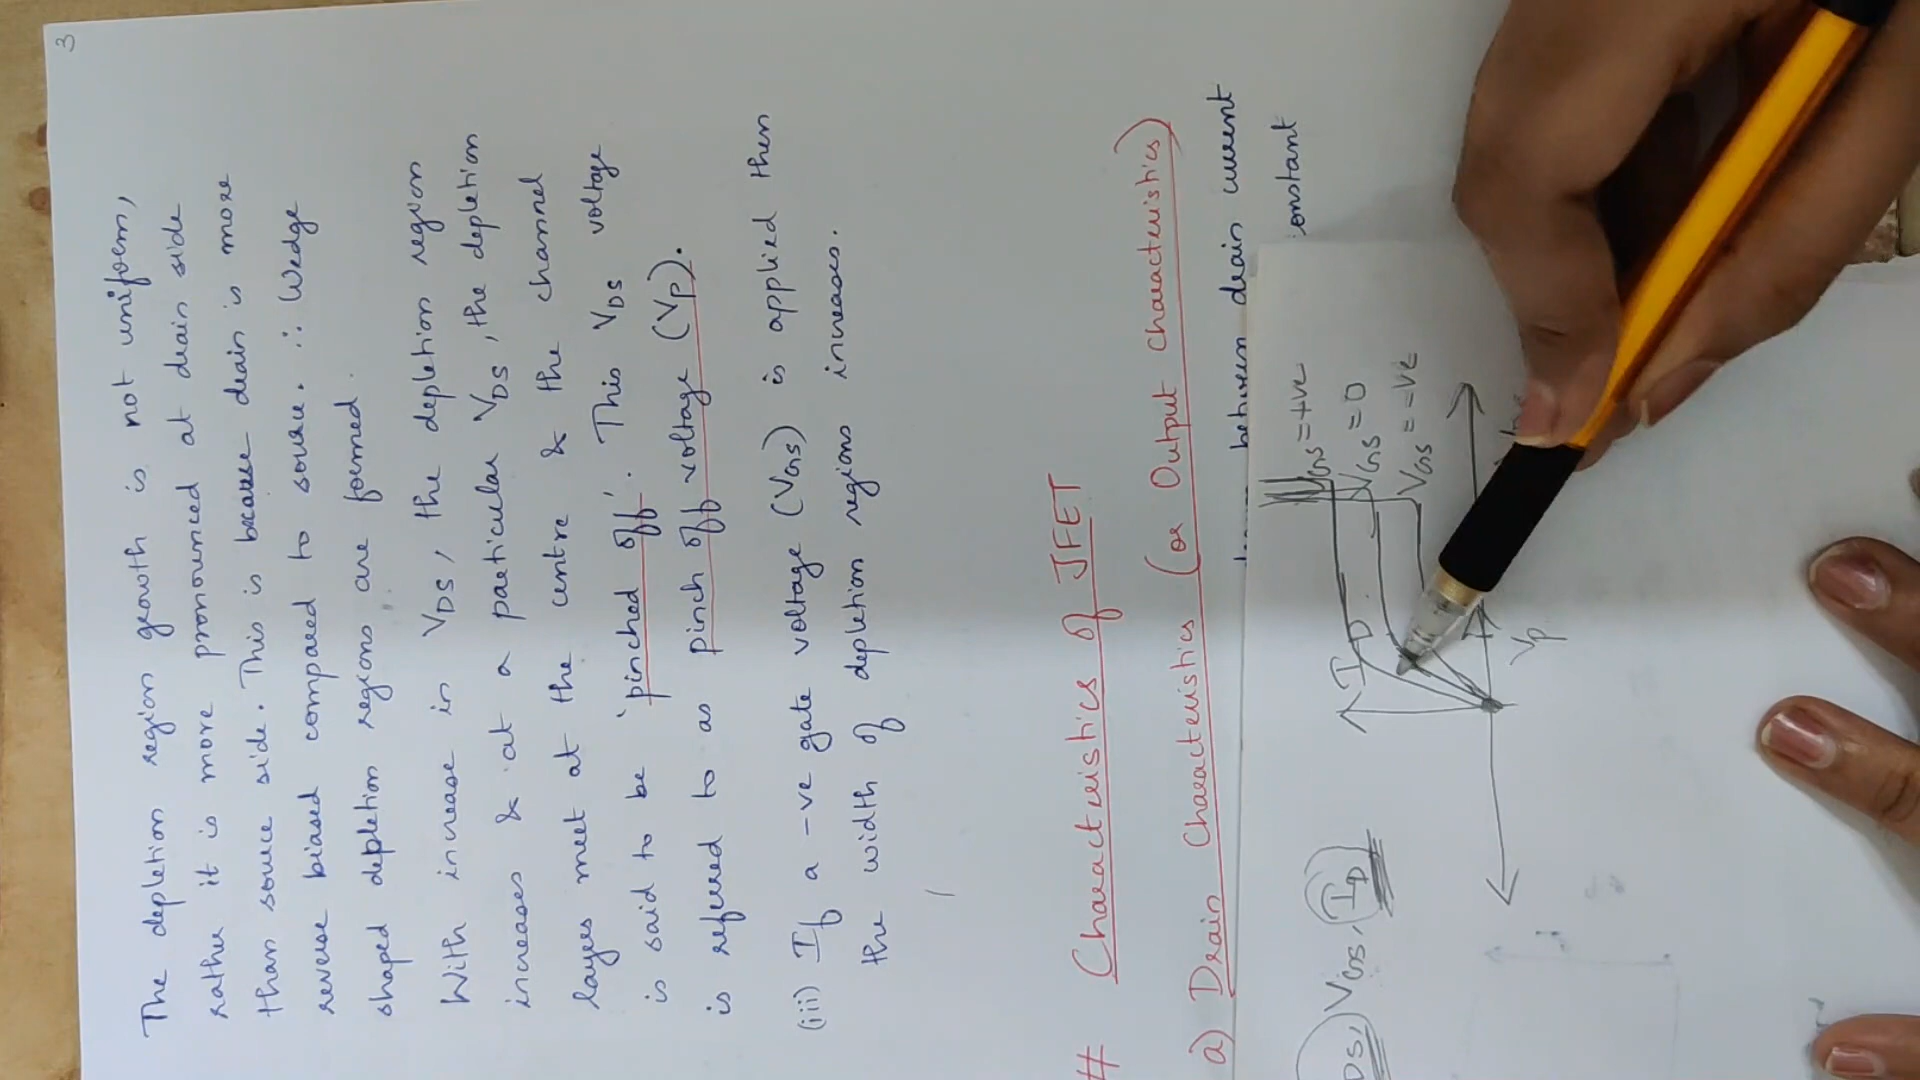 3
The depletion region growth is not uniform,
rather it is more pronounced at drain side
than source side. This is because drain is more
reverse biased compared to source. ∴ Wedge
shaped depletion regions are formed.
With increase in VDS, the depletion region
increases & at a particular VDS, the depletion
layers meet at the centre & the channel
is said to be 'pinched off'. This VDS voltage
is referred to as pinch off voltage (VP).
(iii) If a -ve gate voltage (VGS) is applied then
the width of depletion regions increases.
# Characteristics of JFET
a) Drain Characteristics (or Output characteristics)
between drain current
onstant
DS, VGS, ID
ID
VGS=+ve
VGS=0
VGS=-ve
VP